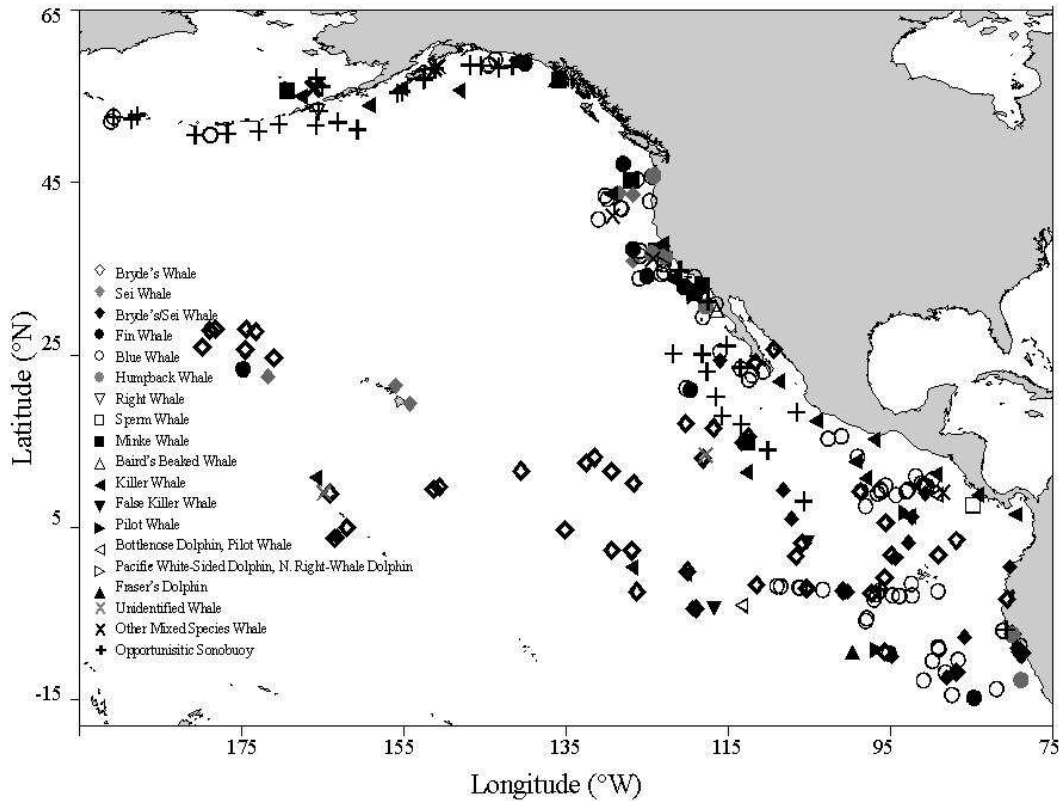 65
45
25
5
-15
Latitude (°N)
Bryde's Whale
Sei Whale
Bryde's/Sei Whale
Fin Whale
Blue Whale
Humpback Whale
Right Whale
Sperm Whale
Minke Whale
Baird's Beaked Whale
Killer Whale
False Killer Whale
Pilot Whale
Bottlenose Dolphin, Pilot Whale
Pacific White-Sided Dolphin, N. Right-Whale Dolphin
Fraser's Dolphin
Unidentified Whale
Other Mixed Species Whale
Opportunisitic Sonobuoy
175 155 135 115 95 75
Longitude (°W)